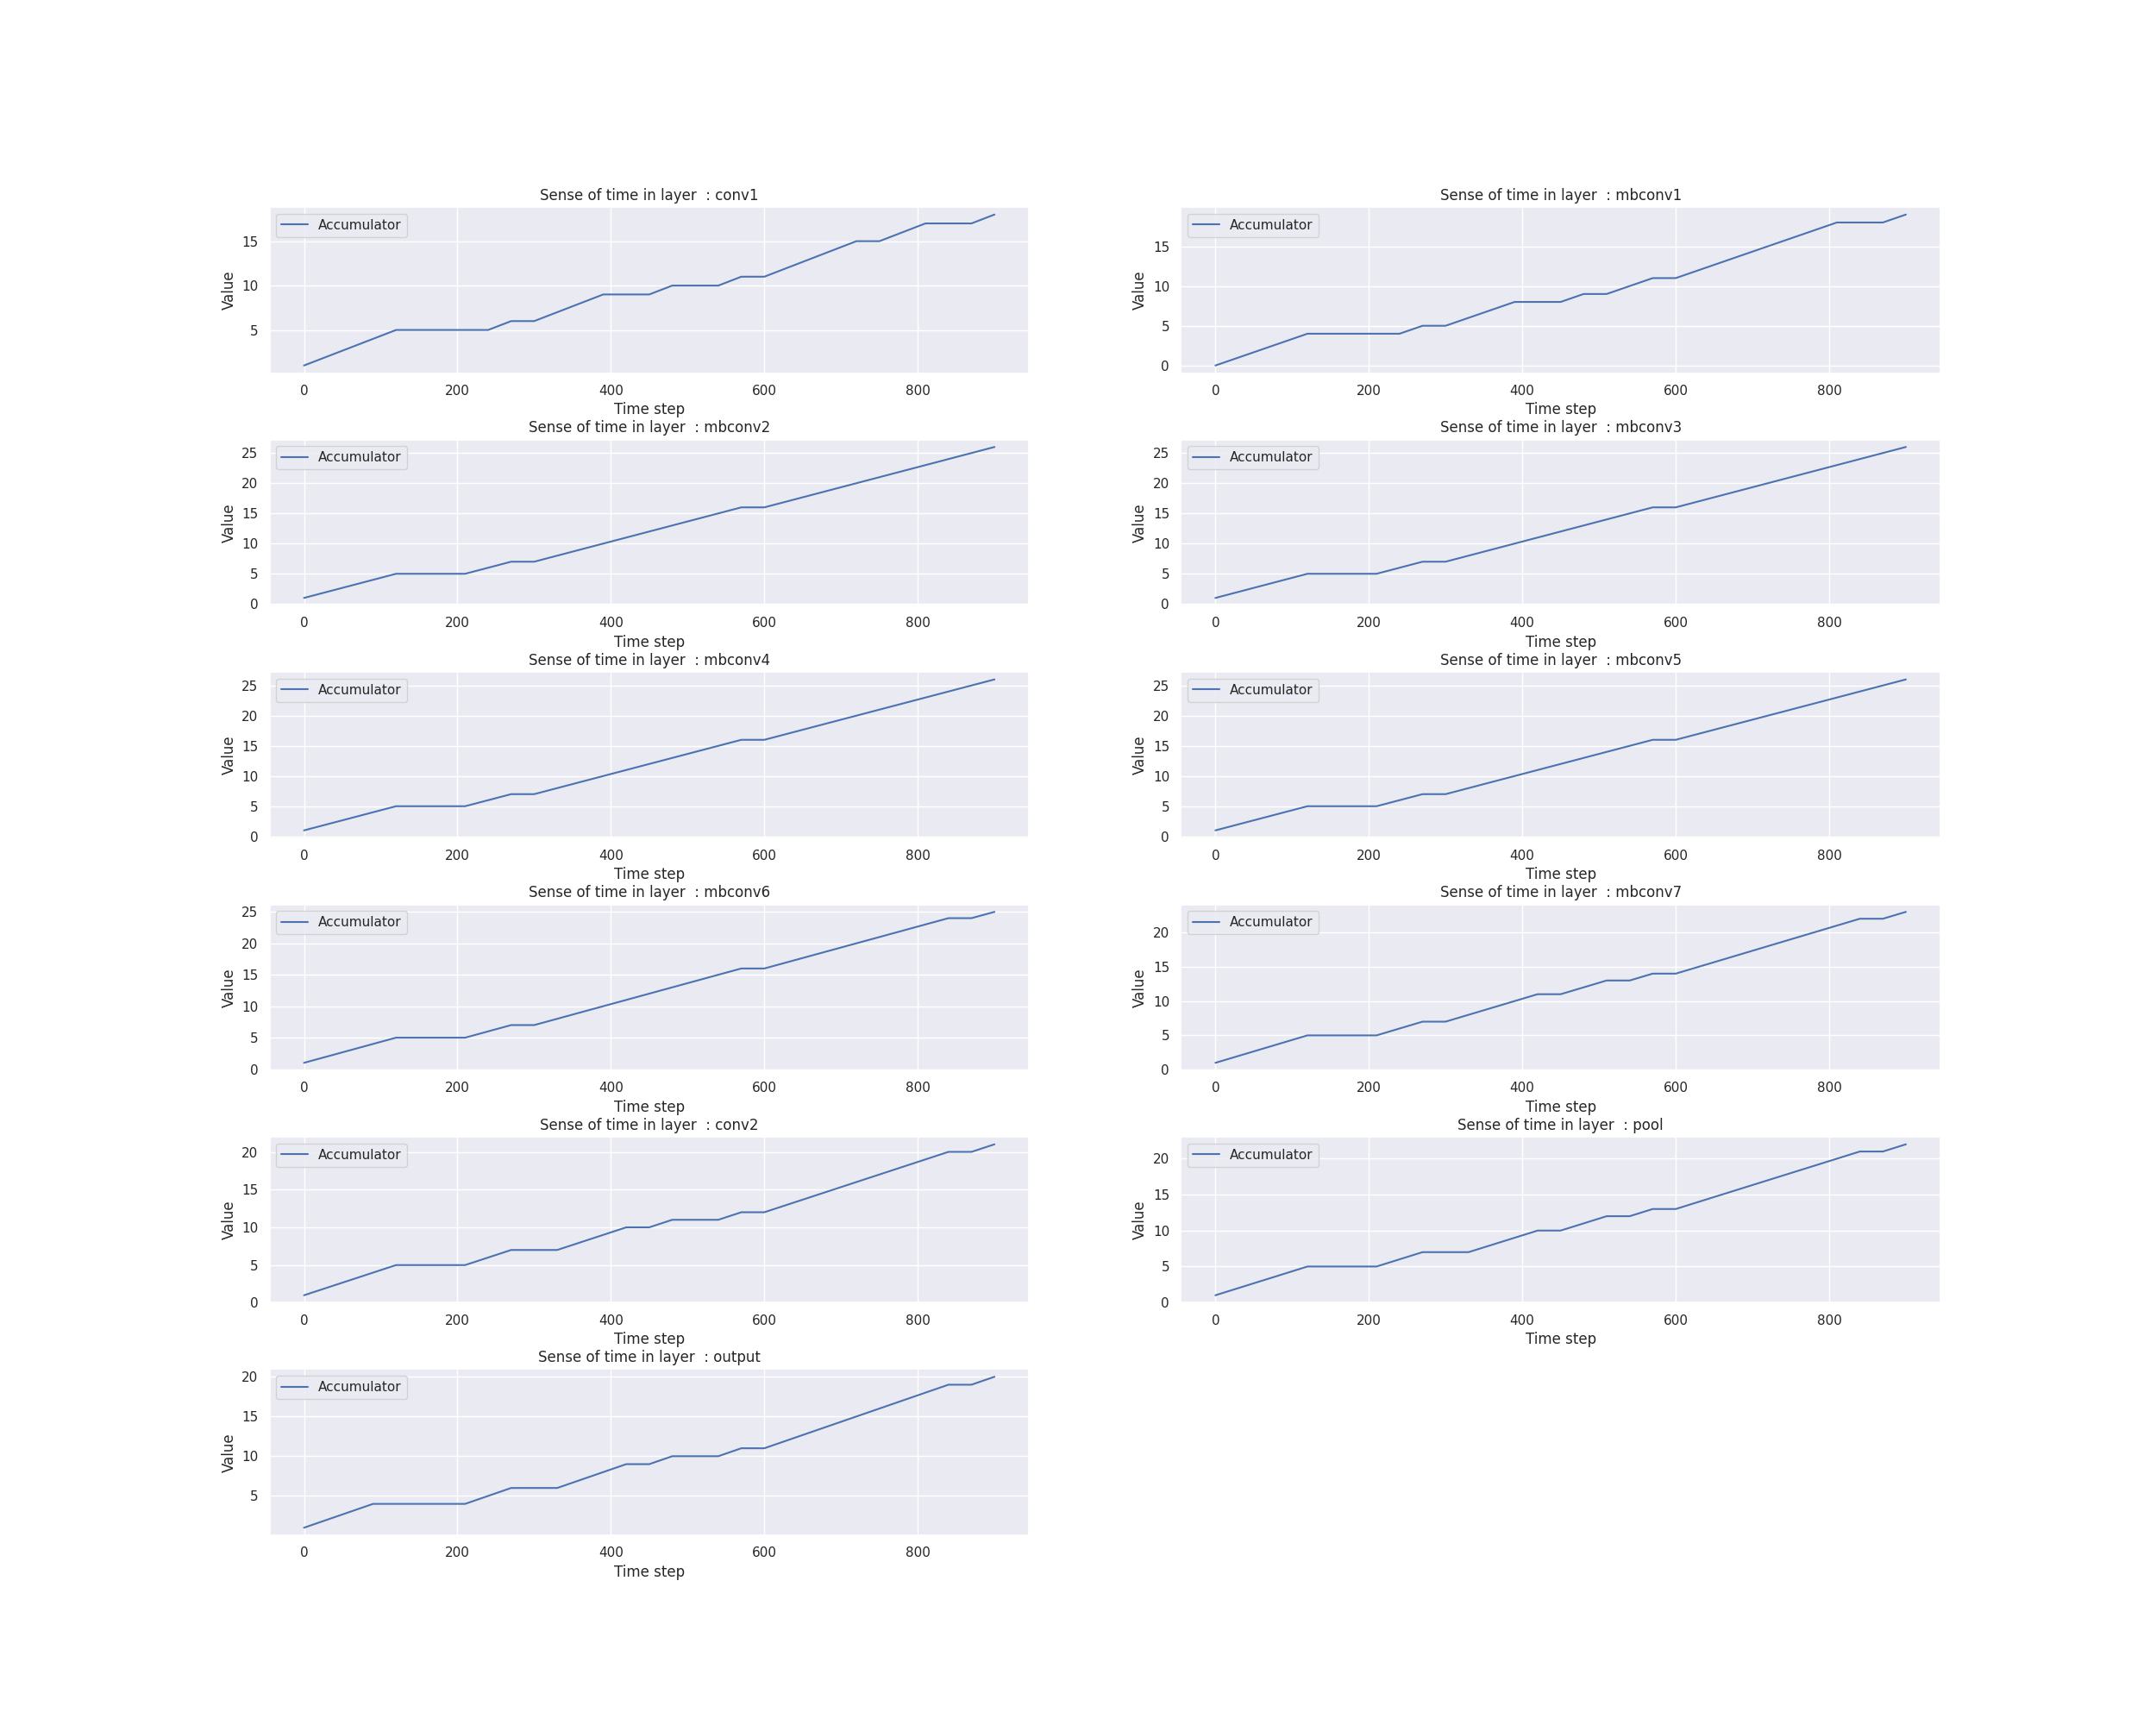 Sense of time in layer  : conv1
Accumulator
15
10
5
Value
0 200 400 600 800
Time step
Sense of time in layer  : mbconv1
Accumulator
15
10
5
0
Value
0 200 400 600 800
Time step
Sense of time in layer  : mbconv2
Accumulator
25
20
15
10
5
0
Value
0 200 400 600 800
Time step
Sense of time in layer  : mbconv3
Accumulator
25
20
15
10
5
0
Value
0 200 400 600 800
Time step
Sense of time in layer  : mbconv4
Accumulator
25
20
15
10
5
0
Value
0 200 400 600 800
Time step
Sense of time in layer  : mbconv5
Accumulator
25
20
15
10
5
0
Value
0 200 400 600 800
Time step
Sense of time in layer  : mbconv6
Accumulator
25
20
15
10
5
0
Value
0 200 400 600 800
Time step
Sense of time in layer  : mbconv7
Accumulator
20
15
10
5
0
Value
0 200 400 600 800
Time step
Sense of time in layer  : conv2
Accumulator
20
15
10
5
0
Value
0 200 400 600 800
Time step
Sense of time in layer  : pool
Accumulator
20
15
10
5
0
Value
0 200 400 600 800
Time step
Sense of time in layer  : output
Accumulator
20
15
10
5
Value
0 200 400 600 800
Time step